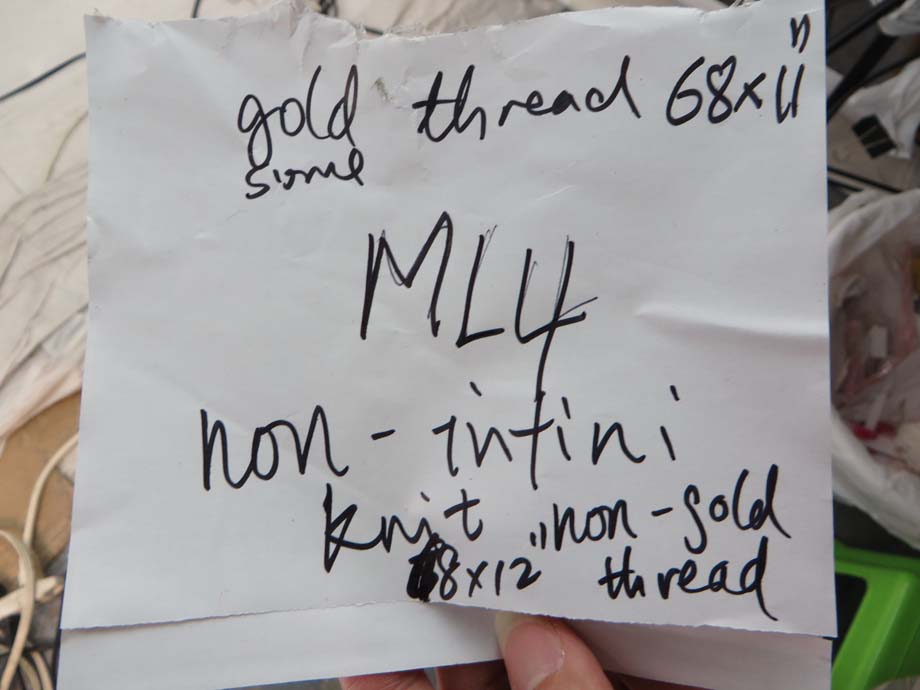 gold thread 68x11"
some
ML4
non-infini
knit non-gold
68x12" thread